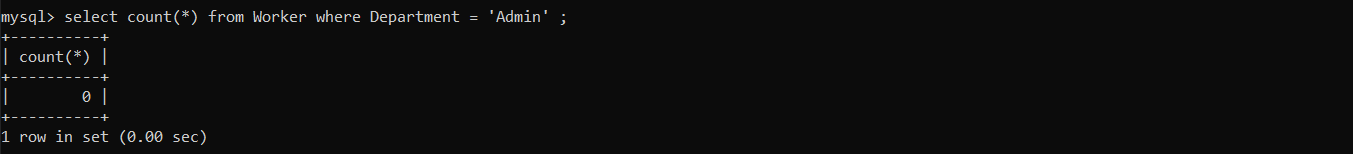 mysql> select count(*) from Worker where Department = 'Admin' ;
+----------+
| count(*) |
+----------+
|        0 |
+----------+
1 row in set (0.00 sec)